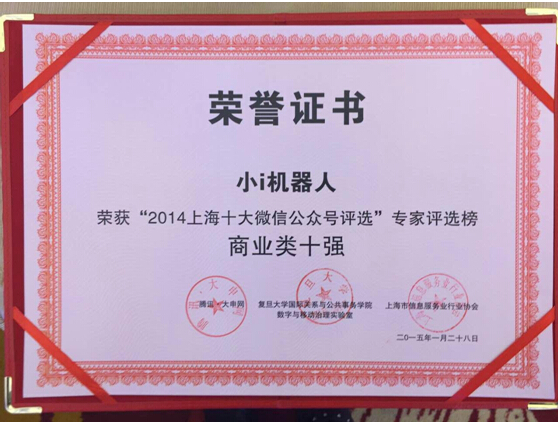 荣誉证书
小i机器人
荣获“2014上海十大微信公众号评选”专家评选榜
商业类十强
腾讯·大申网
复旦大学国际关系与公共事务学院
数字与移动治理实验室
上海市信息服务业行业协会
二〇一五年一月二十八日